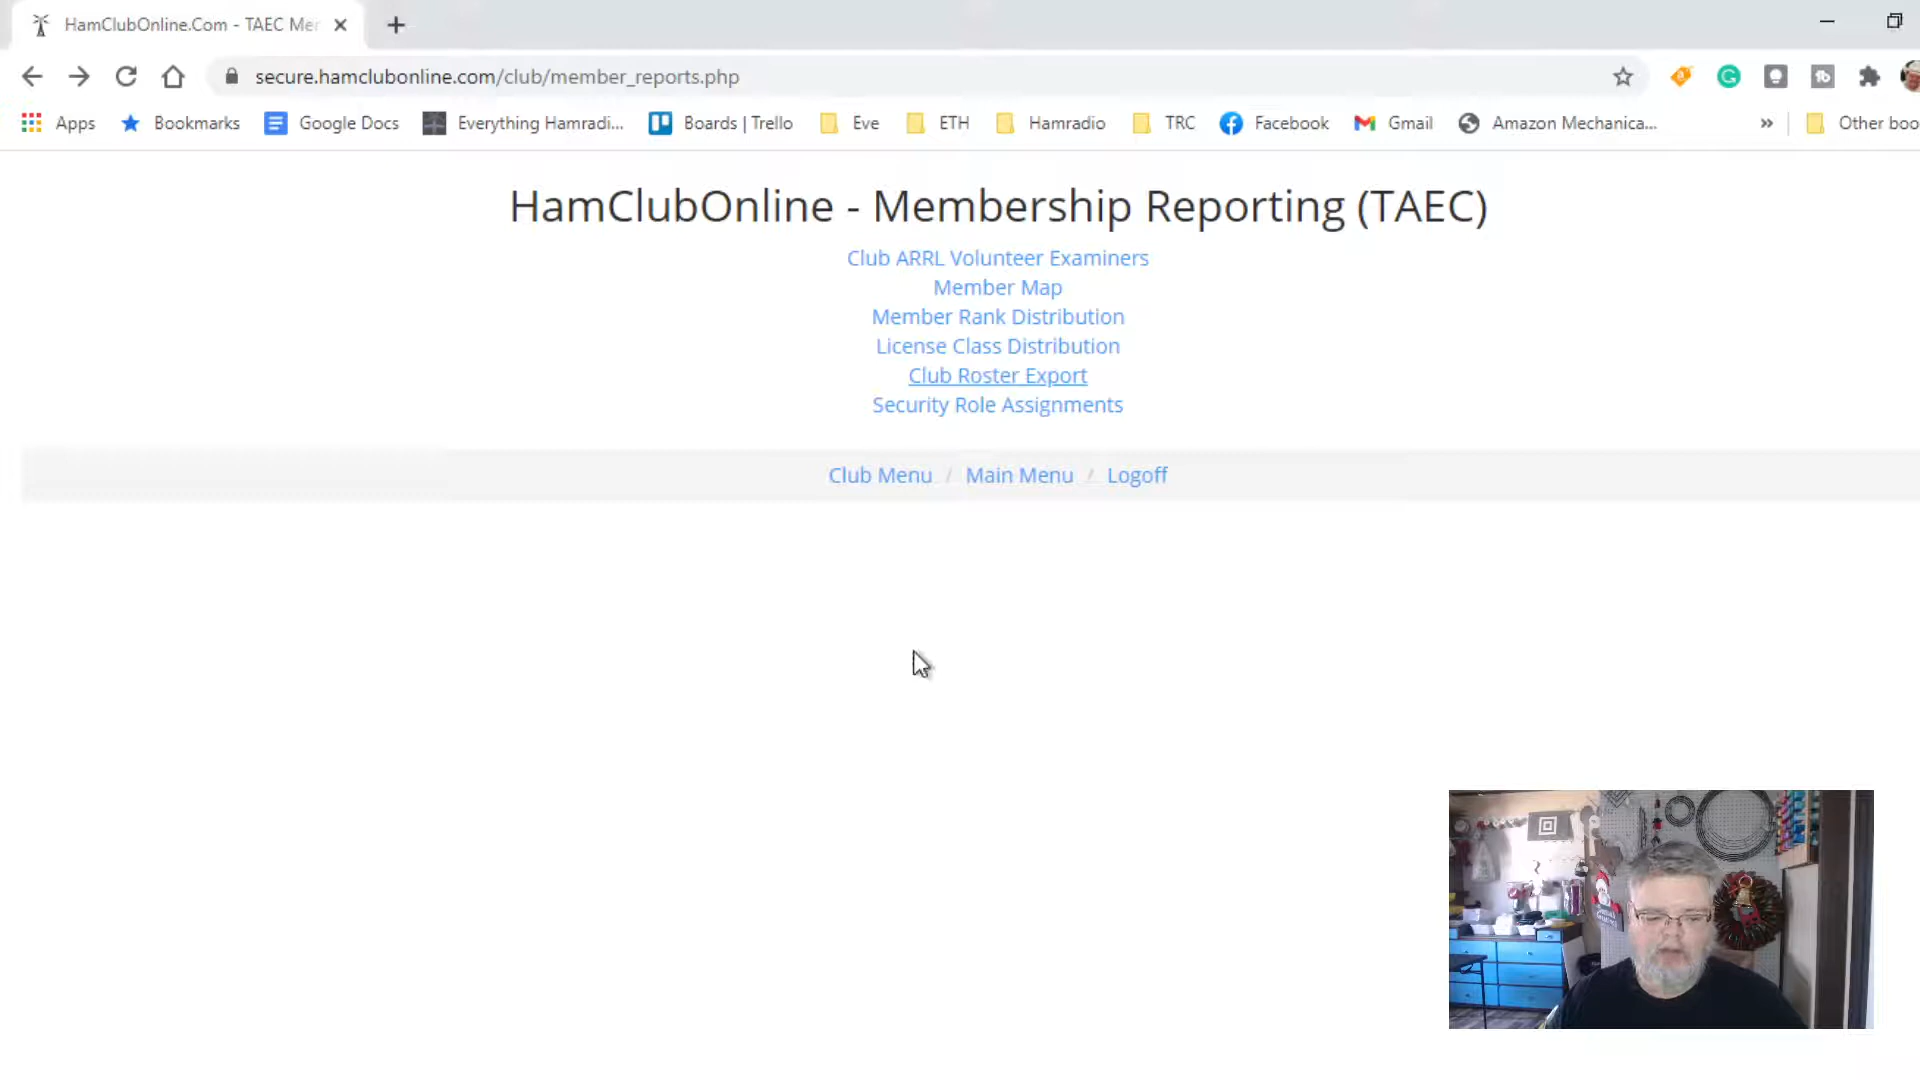 HamClubOnline.Com - TAEC Mer
secure.hamclubonline.com/club/member_reports.php
Apps Bookmarks Google Docs Everything Hamradi... Boards | Trello Eve ETH Hamradio TRC Facebook Gmail Amazon Mechanica... » Other boo
HamClubOnline - Membership Reporting (TAEC)
Club ARRL Volunteer Examiners
Member Map
Member Rank Distribution
License Class Distribution
Club Roster Export
Security Role Assignments
Club Menu / Main Menu / Logoff